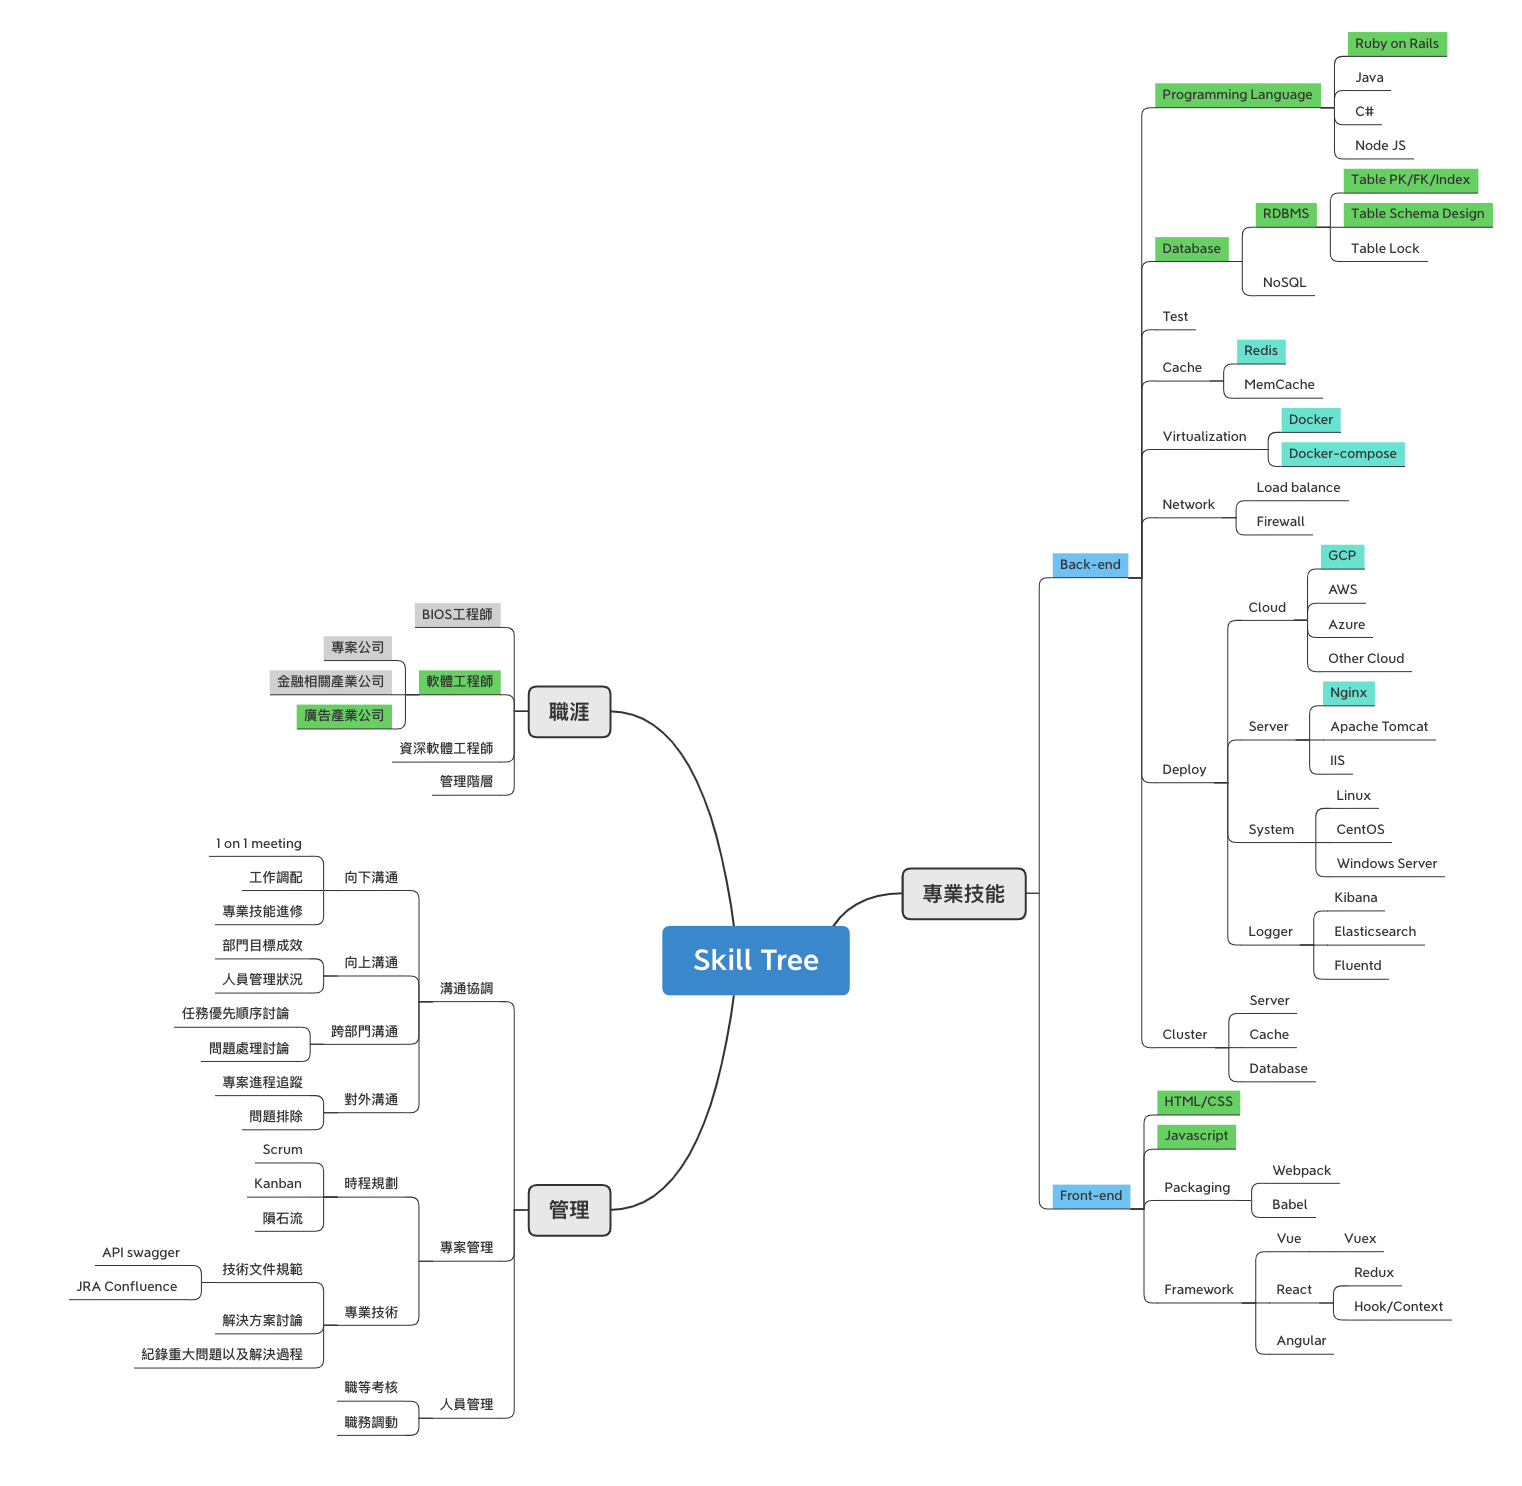 Skill Tree
專業技能
Back-end
Programming Language
Ruby on Rails
Java
C#
Node JS
Database
RDBMS
Table PK/FK/Index
Table Schema Design
Table Lock
NoSQL
Test
Cache
Redis
MemCache
Virtualization
Docker
Docker-compose
Network
Load balance
Firewall
Deploy
Cloud
GCP
AWS
Azure
Other Cloud
Server
Nginx
Apache Tomcat
IIS
System
Linux
CentOS
Windows Server
Logger
Kibana
Elasticsearch
Fluentd
Cluster
Server
Cache
Database
Front-end
HTML/CSS
Javascript
Packaging
Webpack
Babel
Framework
Vue
Vuex
React
Redux
Hook/Context
Angular
職涯
BIOS工程師
軟體工程師
專案公司
金融相關產業公司
廣告產業公司
資深軟體工程師
管理階層
管理
溝通協調
向下溝通
1 on 1 meeting
工作調配
專業技能進修
向上溝通
部門目標成效
人員管理狀況
跨部門溝通
任務優先順序討論
問題處理討論
對外溝通
專案進程追蹤
問題排除
專案管理
時程規劃
Scrum
Kanban
隕石流
專業技術
技術文件規範
API swagger
JRA Confluence
解決方案討論
紀錄重大問題以及解決過程
人員管理
職等考核
職務調動